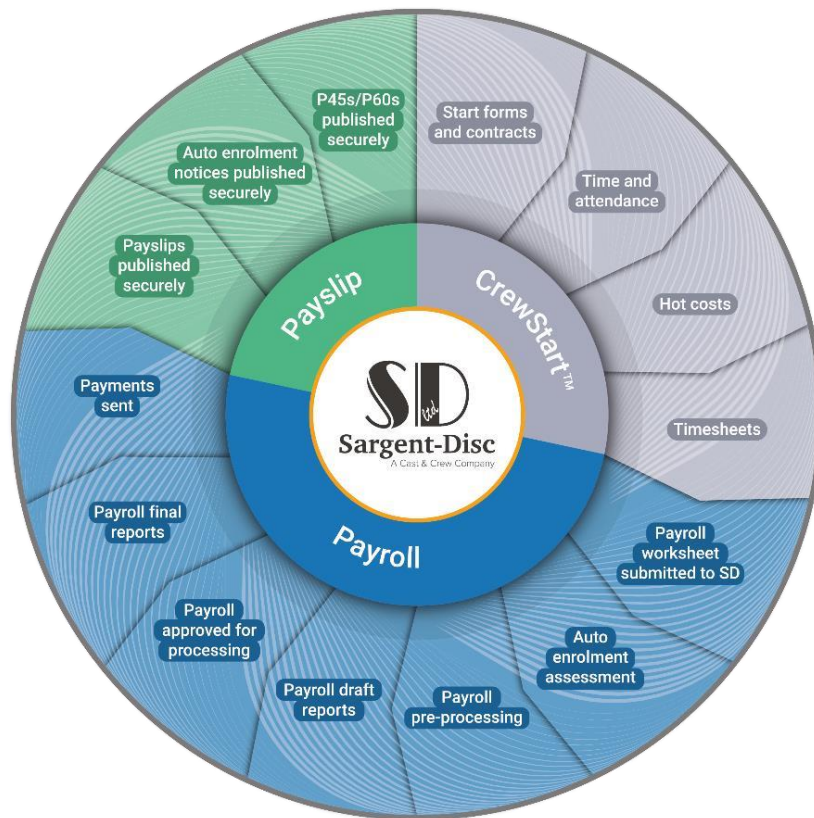 P45s/P60s
published
securely
Auto enrolment
notices published
securely
Payslips
published
securely
Start forms
and contracts
Time and
attendance
Hot costs
Timesheets
Payslip
CrewStart™
Payroll
SD
ltd
Sargent-Disc
A Cast & Crew Company
Payroll
worksheet
submitted to SD
Auto
enrolment
assessment
Payroll
pre-processing
Payroll draft
reports
Payroll
approved for
processing
Payroll final
reports
Payments
sent